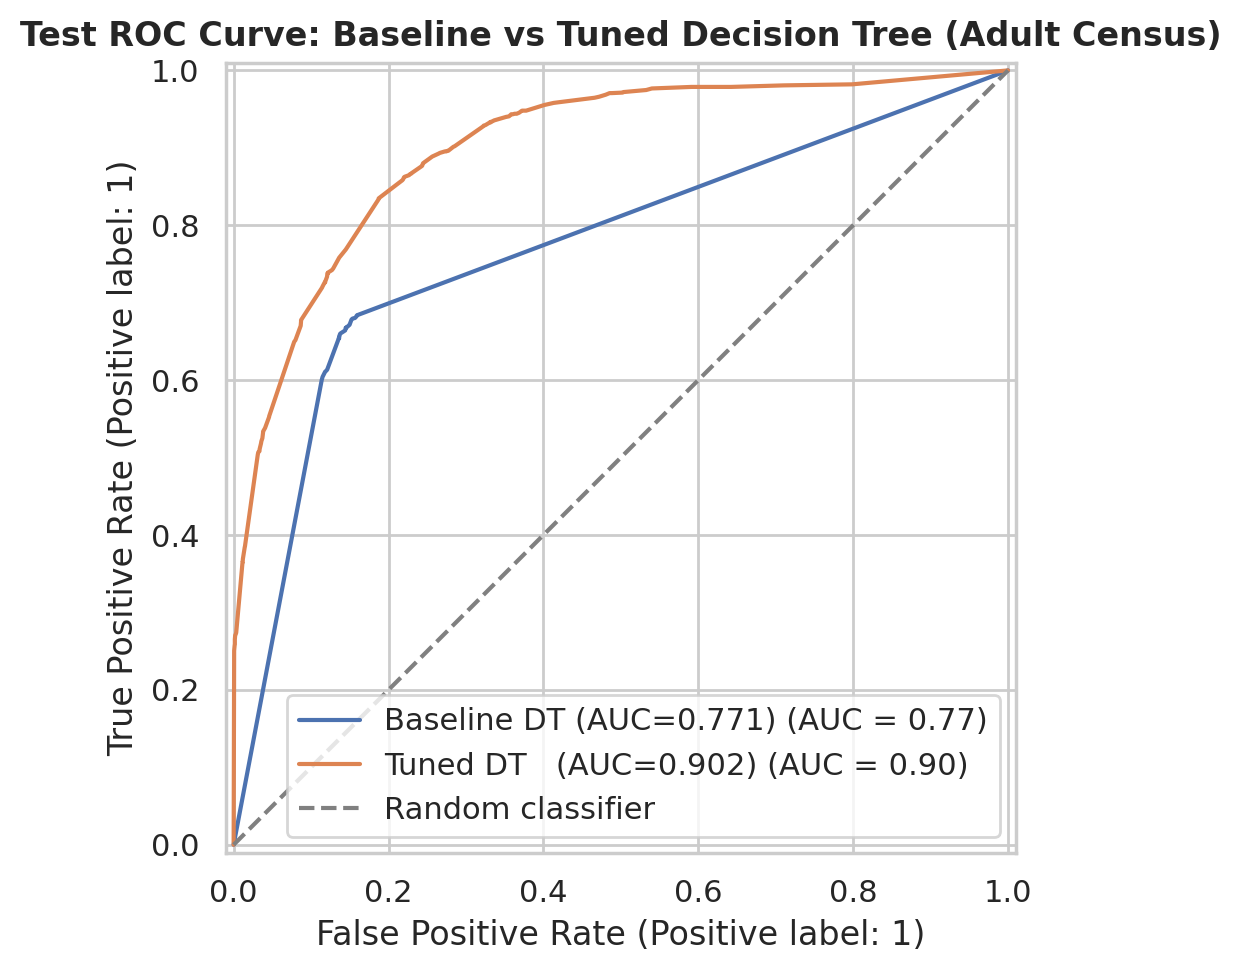 Test ROC Curve: Baseline vs Tuned Decision Tree (Adult Census)
True Positive Rate (Positive label: 1)
1.0
0.8
0.6
0.4
0.2
0.0
Baseline DT (AUC=0.771) (AUC = 0.77)
Tuned DT   (AUC=0.902) (AUC = 0.90)
Random classifier
0.0 0.2 0.4 0.6 0.8 1.0
False Positive Rate (Positive label: 1)